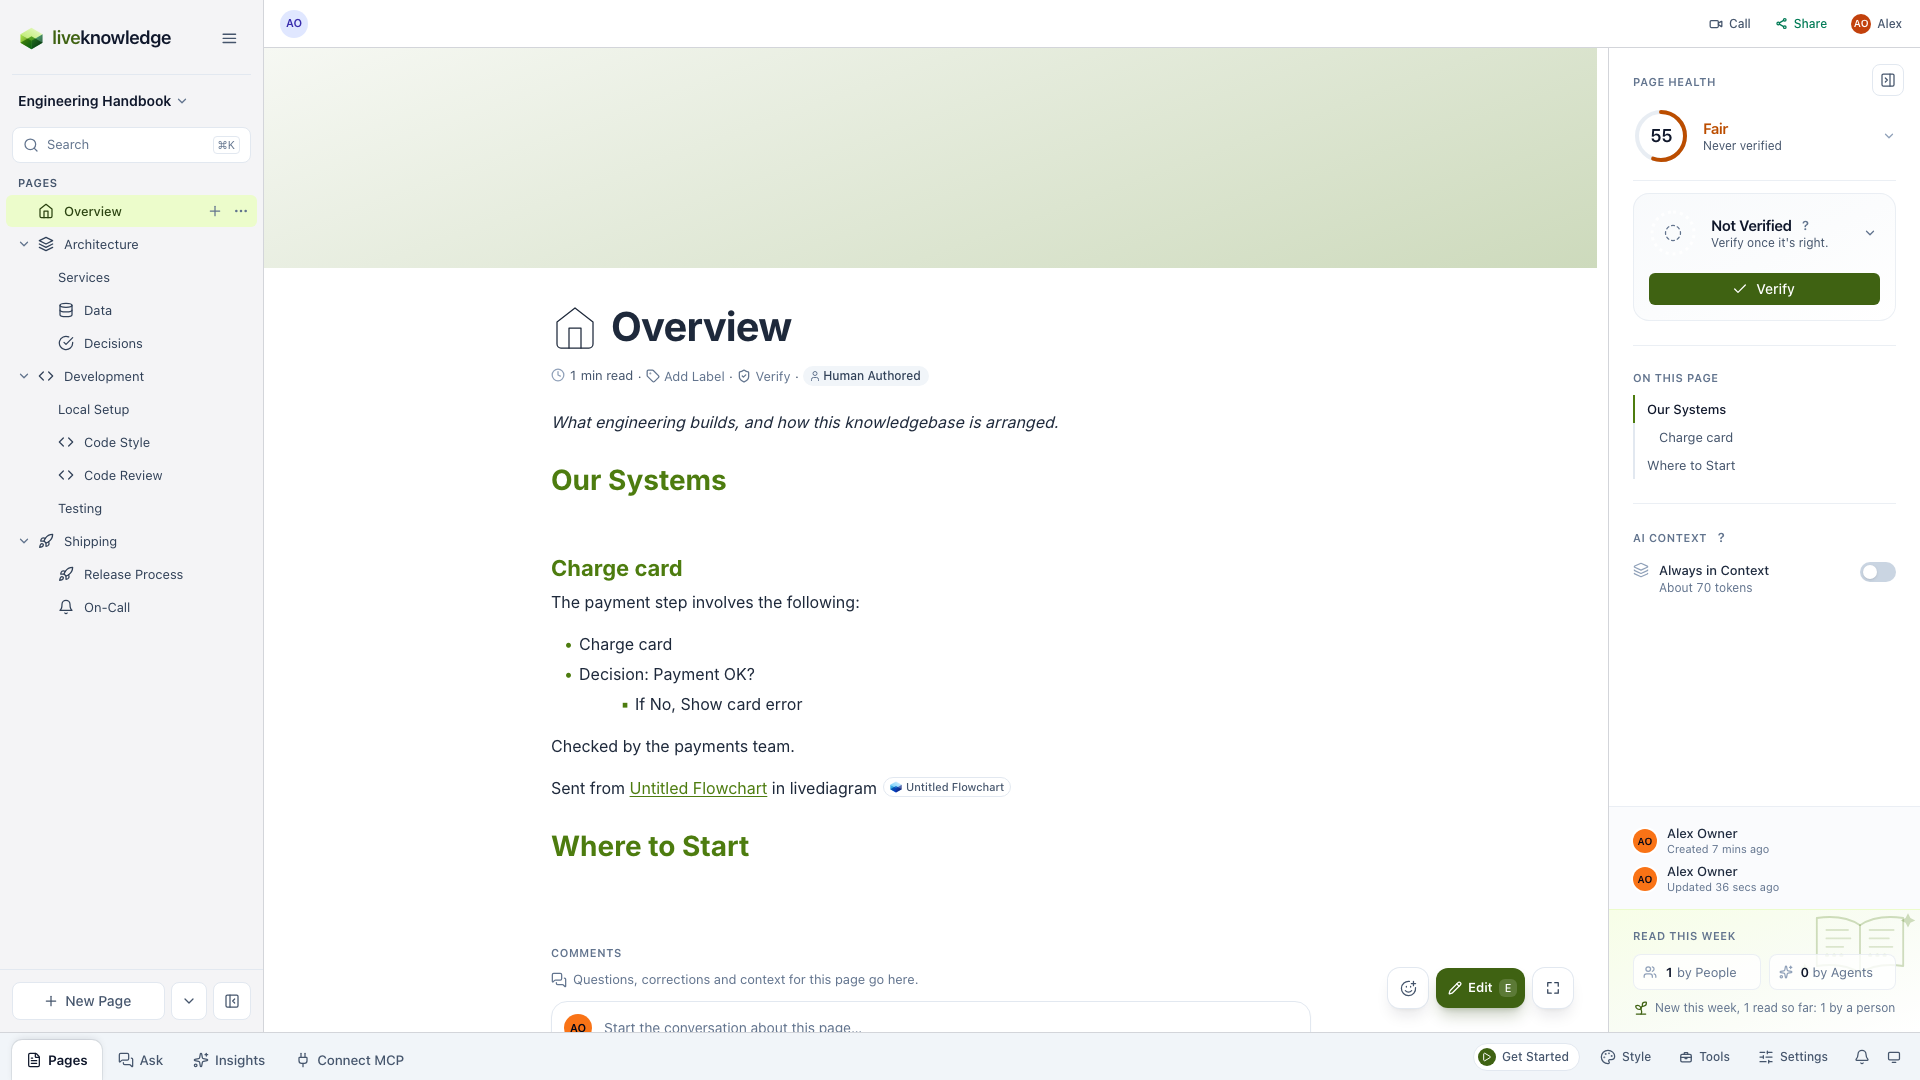 liveknowledge
Engineering Handbook
Search
⌘K
PAGES
Overview
Architecture
Services
Data
Decisions
Development
Local Setup
Code Style
Code Review
Testing
Shipping
Release Process
On-Call
New Page
AO
Call
Share
AO
Alex
Overview
1 min read · Add Label · Verify · Human Authored
What engineering builds, and how this knowledgebase is arranged.
Our Systems
Charge card
The payment step involves the following:
• Charge card
• Decision: Payment OK?
▪ If No, Show card error
Checked by the payments team.
Sent from Untitled Flowchart in livediagram Untitled Flowchart
Where to Start
COMMENTS
Questions, corrections and context for this page go here.
AO
Start the conversation about this page...
Edit E
PAGE HEALTH
55
Fair
Never verified
Not Verified ?
Verify once it's right.
Verify
ON THIS PAGE
Our Systems
Charge card
Where to Start
AI CONTEXT ?
Always in Context
About 70 tokens
AO
Alex Owner
Created 7 mins ago
AO
Alex Owner
Updated 36 secs ago
READ THIS WEEK
1 by People
0 by Agents
New this week, 1 read so far: 1 by a person
Pages
Ask
Insights
Connect MCP
Get Started
Style
Tools
Settings